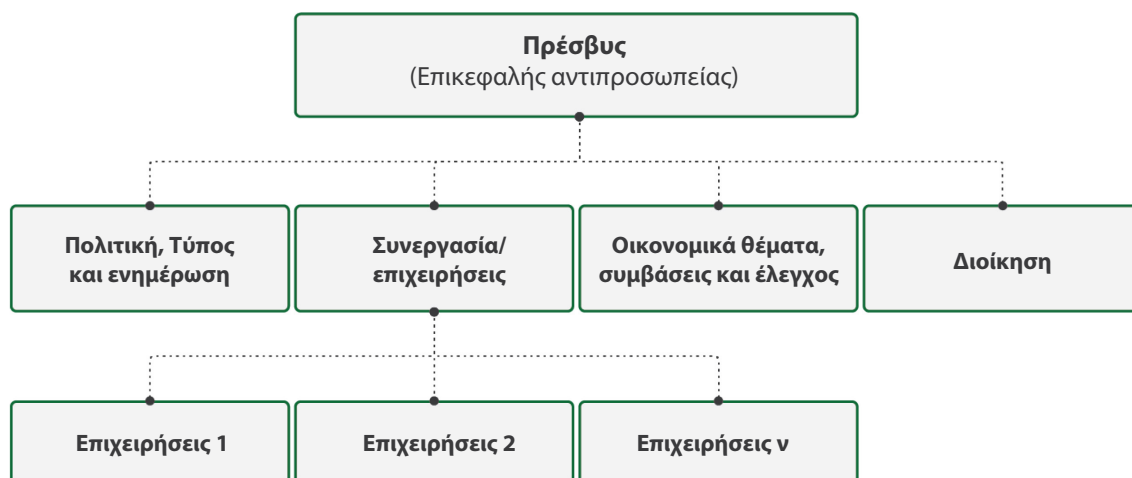 Πρέσβυς
(Επικεφαλής αντιπροσωπείας)
Πολιτική, Τύπος
και ενημέρωση
Συνεργασία/
επιχειρήσεις
Οικονομικά θέματα,
συμβάσεις και έλεγχος
Διοίκηση
Επιχειρήσεις 1
Επιχειρήσεις 2
Επιχειρήσεις ν